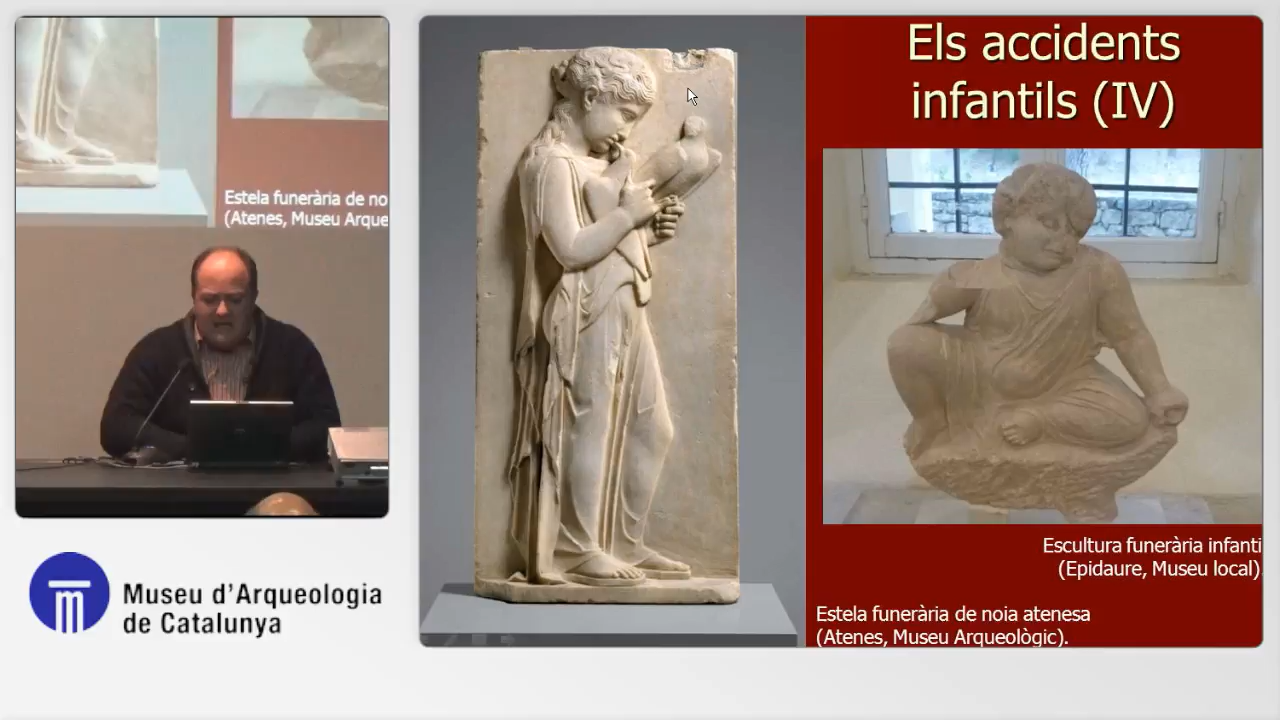 Estela funerària de no
(Atenes, Museu Arque
Museu d'Arqueologia
de Catalunya
Els accidents
infantils (IV)
Escultura funerària infanti
(Epidaure, Museu local).
Estela funerària de noia atenesa
(Atenes, Museu Arqueològic).